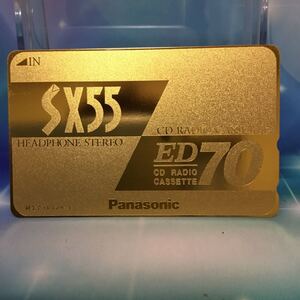 IN
SX55
CD RADIO CASSETTE
HEADPHONE STEREO
ED70
CD RADIO
CASSETTE
Panasonic